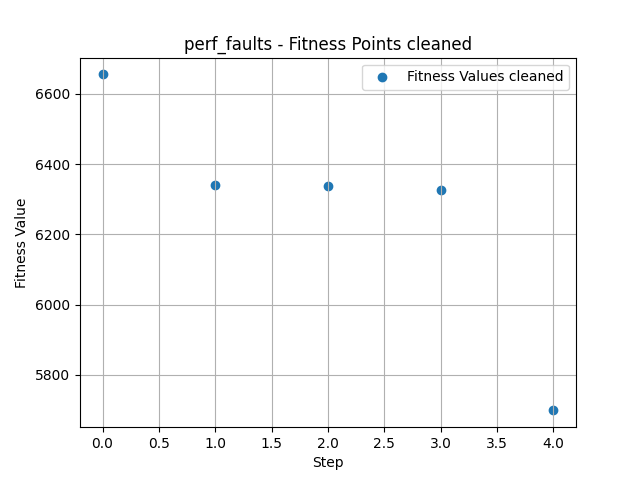 perf_faults - Fitness Points cleaned
Fitness Values cleaned
6600
6400
6200
6000
5800
Fitness Value
0.0 0.5 1.0 1.5 2.0 2.5 3.0 3.5 4.0
Step